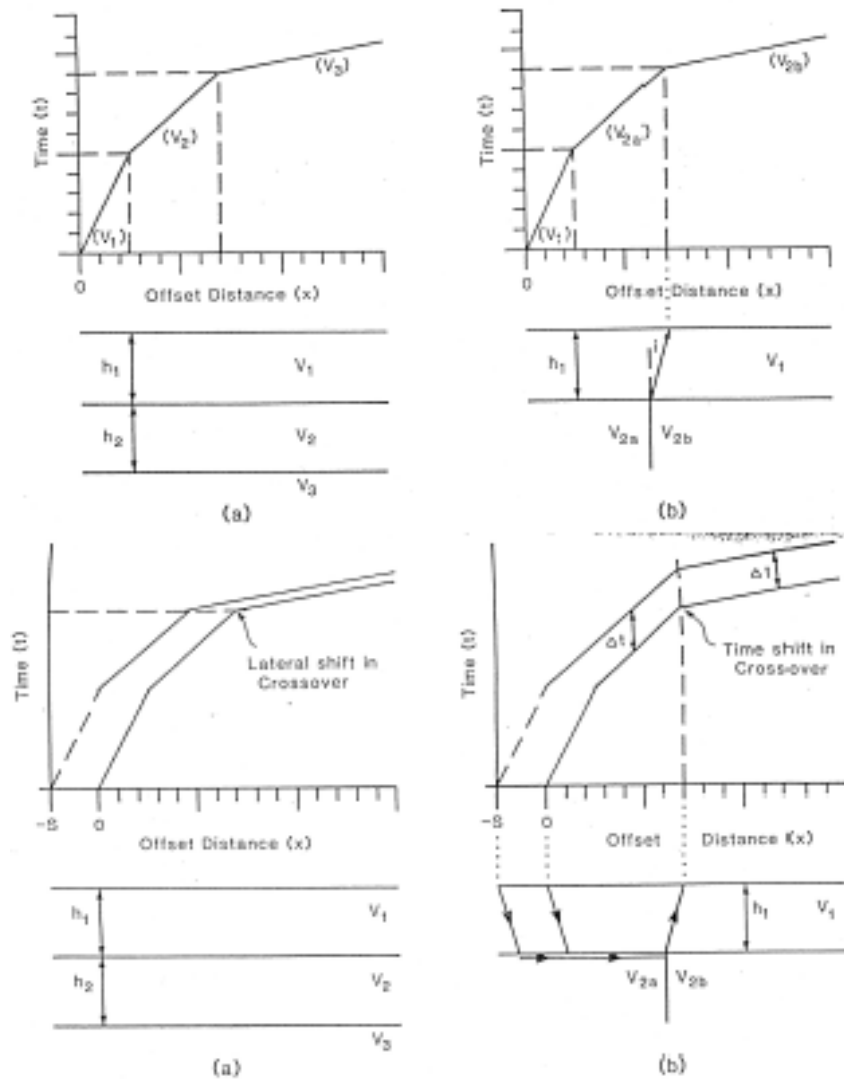 Time (t)
(V3)
(V2)
(V1)
0
Offset Distance (x)
h1
V1
h2
V2
V3
(a)
Time (t)
(V2b)
(V2a)
(V1)
0
Offset Distance (x)
h1
i
V1
V2a
V2b
(b)
Time (t)
Lateral shift in
Crossover
-S
0
Offset Distance (x)
h1
V1
h2
V2
V3
(a)
Time (t)
Δt
Δt
Time shift in
Crossover
-S
0
Offset
Distance (x)
h1
V1
V2a
V2b
(b)